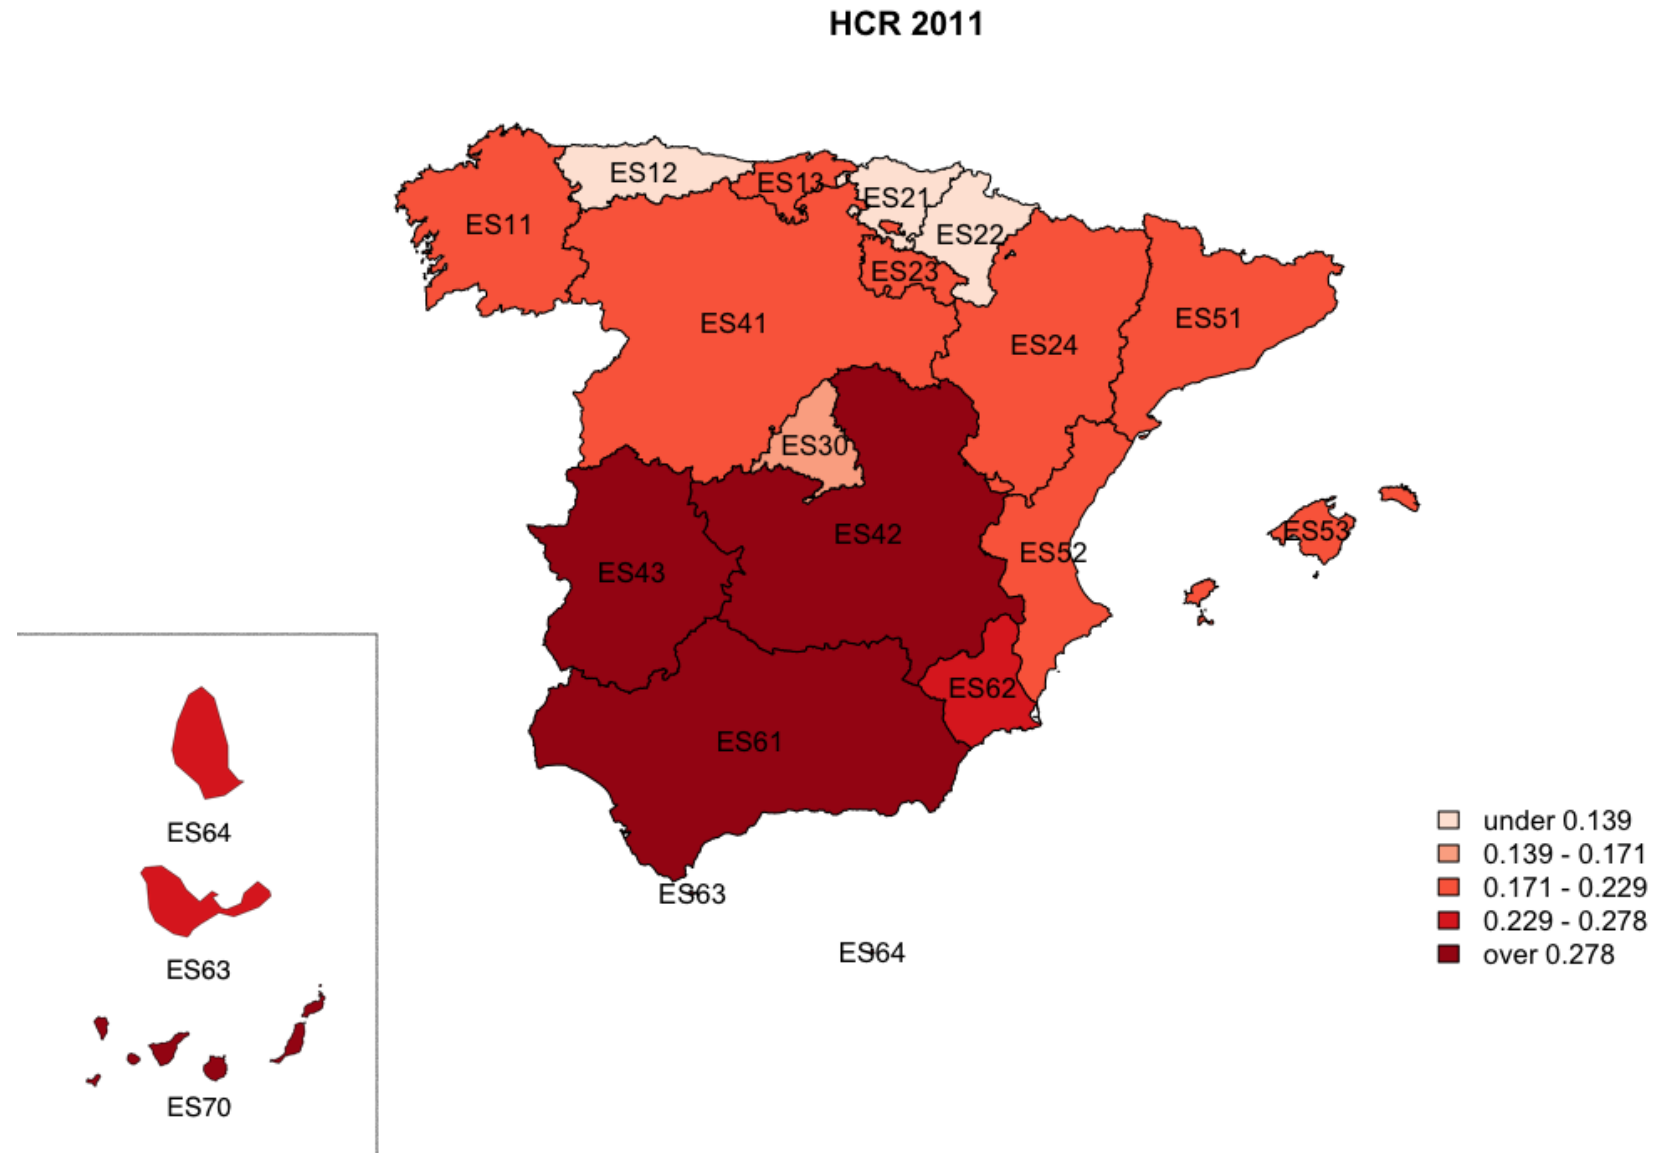 HCR 2011
ES12
ES13
ES21
ES11
ES22
ES23
ES41
ES51
ES24
ES30
ES42
ES53
ES52
ES43
ES62
ES61
ES63
ES64
ES64
ES63
ES70
under 0.139
0.139 - 0.171
0.171 - 0.229
0.229 - 0.278
over 0.278